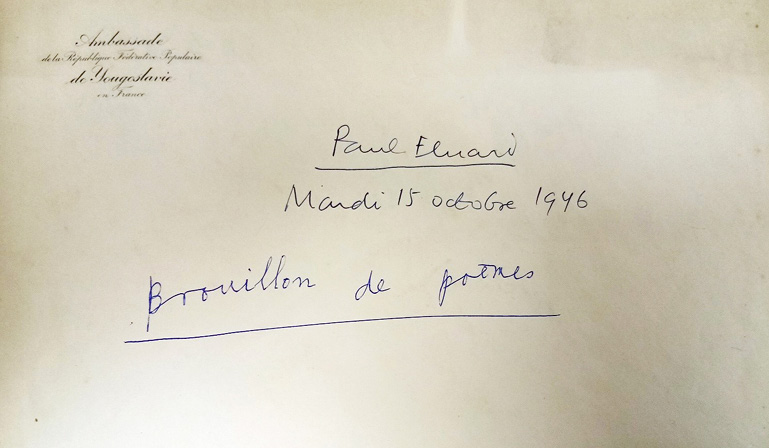 Ambassade
de la République Fédérative Populaire
de Yougoslavie
en France
Paul Eluard
Mardi 15 octobre 1946
Brouillon de poèmes